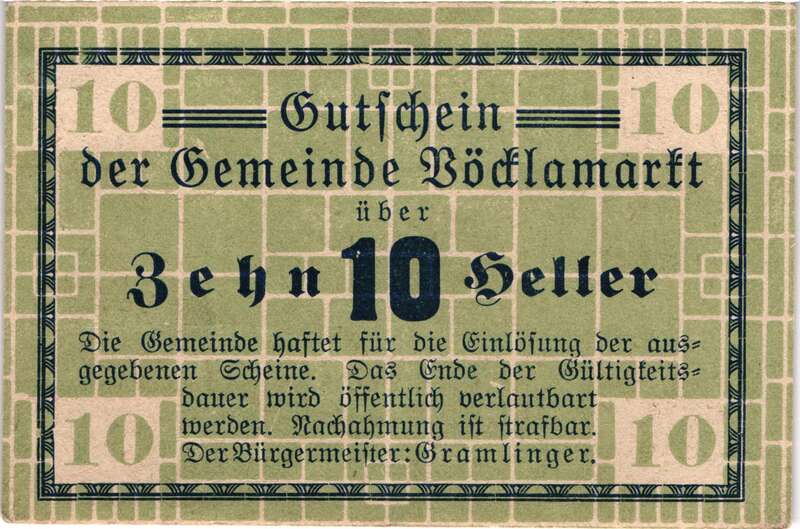 10 Gutschein 10
der Gemeinde Vöcklamarkt
über
Zehn 10 Heller
Die Gemeinde haftet für die Einlösung der aus-
gegebenen Scheine. Das Ende der Gültigkeits-
dauer wird öffentlich verlautbart
werden. Nachahmung ist strafbar.
Der Bürgermeister: Gramlinger.
10 10